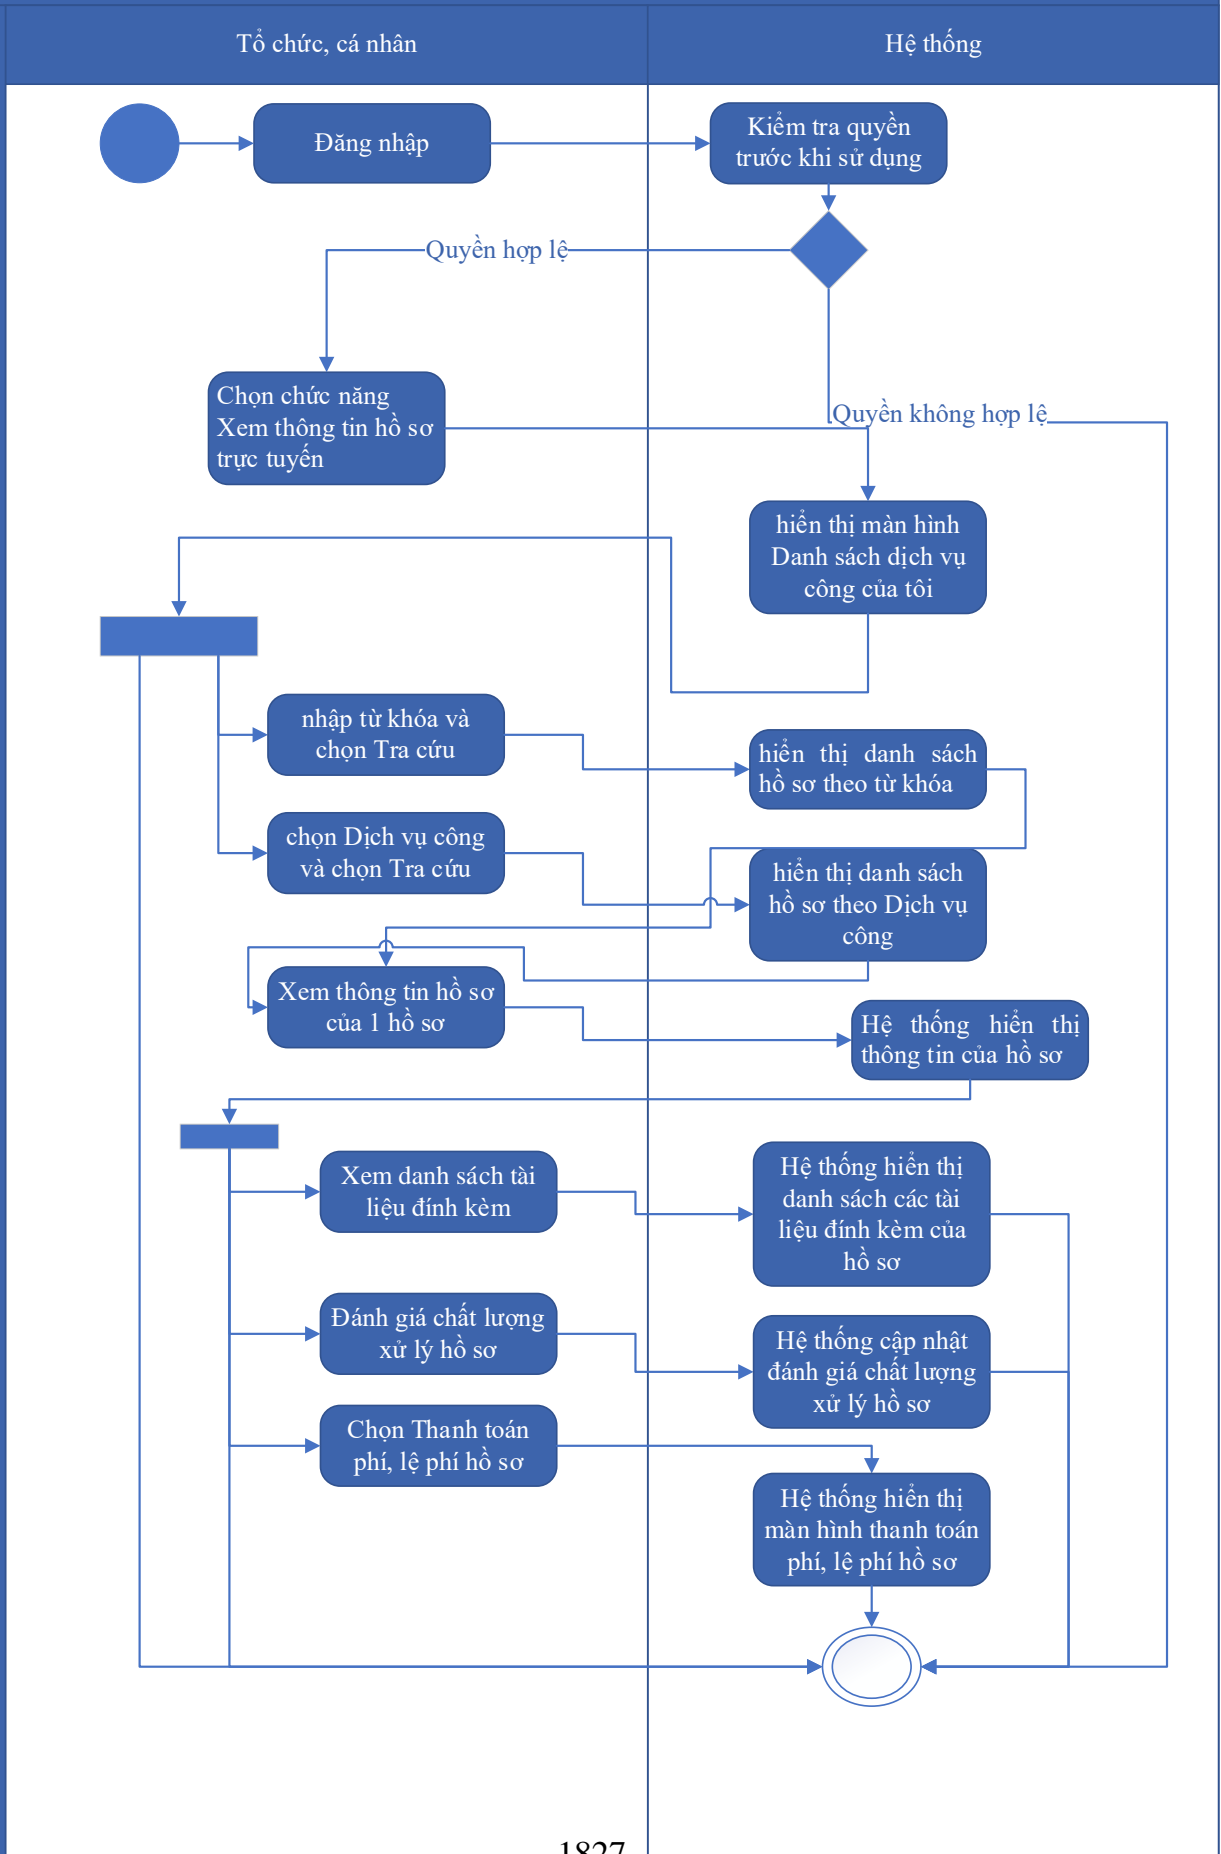 Tổ chức, cá nhân
Hệ thống
Đăng nhập
Kiểm tra quyền
trước khi sử dụng
Quyền hợp lệ
Chọn chức năng
Xem thông tin hồ sơ
trực tuyến
Quyền không hợp lệ
hiển thị màn hình
Danh sách dịch vụ
công của tôi
nhập từ khóa và
chọn Tra cứu
hiển thị danh sách
hồ sơ theo từ khóa
chọn Dịch vụ công
và chọn Tra cứu
hiển thị danh sách
hồ sơ theo Dịch vụ
công
Xem thông tin hồ sơ
của 1 hồ sơ
Hệ thống hiển thị
thông tin của hồ sơ
Xem danh sách tài
liệu đính kèm
Hệ thống hiển thị
danh sách các tài
liệu đính kèm của
hồ sơ
Đánh giá chất lượng
xử lý hồ sơ
Hệ thống cập nhật
đánh giá chất lượng
xử lý hồ sơ
Chọn Thanh toán
phí, lệ phí hồ sơ
Hệ thống hiển thị
màn hình thanh toán
phí, lệ phí hồ sơ
1827